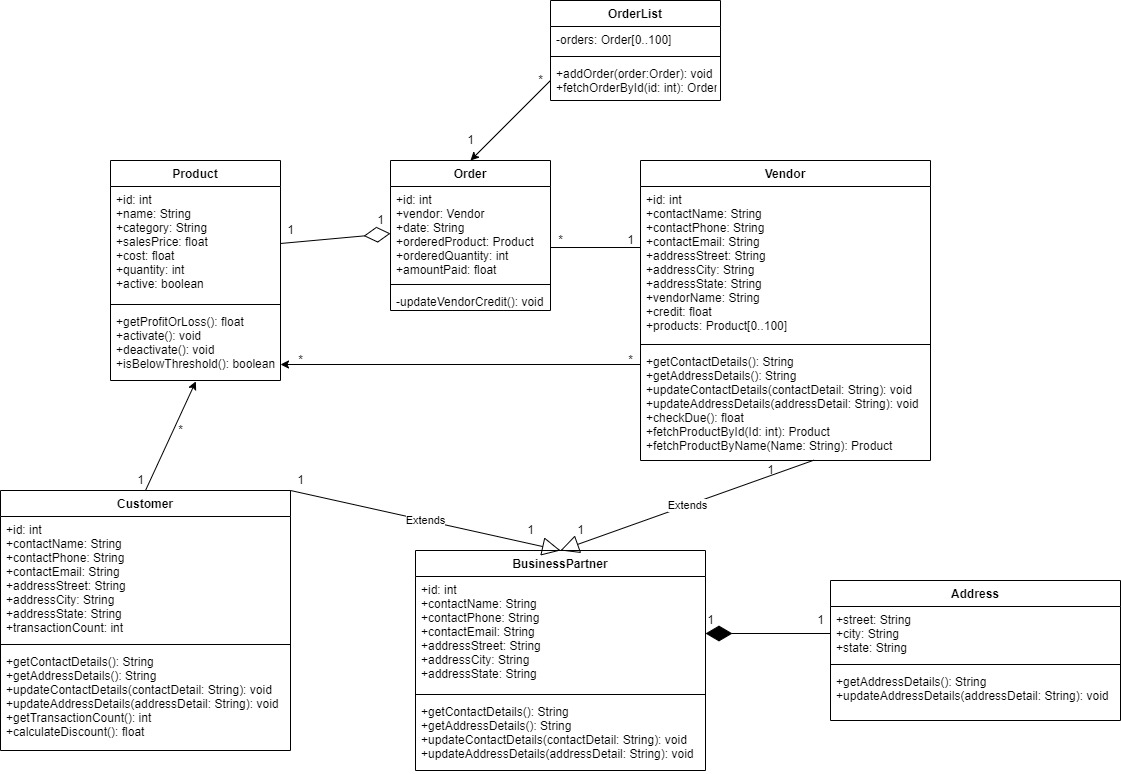 OrderList
-orders: Order[0..100]
+addOrder(order:Order): void
+fetchOrderById(id: int): Order
*
1
Product
+id: int
+name: String
+category: String
+salesPrice: float
+cost: float
+quantity: int
+active: boolean
+getProfitOrLoss(): float
+activate(): void
+deactivate(): void
+isBelowThreshold(): boolean
1
1
Order
+id: int
+vendor: Vendor
+date: String
+orderedProduct: Product
+orderedQuantity: int
+amountPaid: float
-updateVendorCredit(): void
*
1
Vendor
+id: int
+contactName: String
+contactPhone: String
+contactEmail: String
+addressStreet: String
+addressCity: String
+addressState: String
+vendorName: String
+credit: float
+products: Product[0..100]
+getContactDetails(): String
+getAddressDetails(): String
+updateContactDetails(contactDetail: String): void
+updateAddressDetails(addressDetail: String): void
+checkDue(): float
+fetchProductById(Id: int): Product
+fetchProductByName(Name: String): Product
*
*
*
1
1
1
Extends
Extends
1
1
Customer
+id: int
+contactName: String
+contactPhone: String
+contactEmail: String
+addressStreet: String
+addressCity: String
+addressState: String
+transactionCount: int
+getContactDetails(): String
+getAddressDetails(): String
+updateContactDetails(contactDetail: String): void
+updateAddressDetails(addressDetail: String): void
+getTransactionCount(): int
+calculateDiscount(): float
BusinessPartner
+id: int
+contactName: String
+contactPhone: String
+contactEmail: String
+addressStreet: String
+addressCity: String
+addressState: String
+getContactDetails(): String
+getAddressDetails(): String
+updateContactDetails(contactDetail: String): void
+updateAddressDetails(addressDetail: String): void
1
1
Address
+street: String
+city: String
+state: String
+getAddressDetails(): String
+updateAddressDetails(addressDetail: String): void